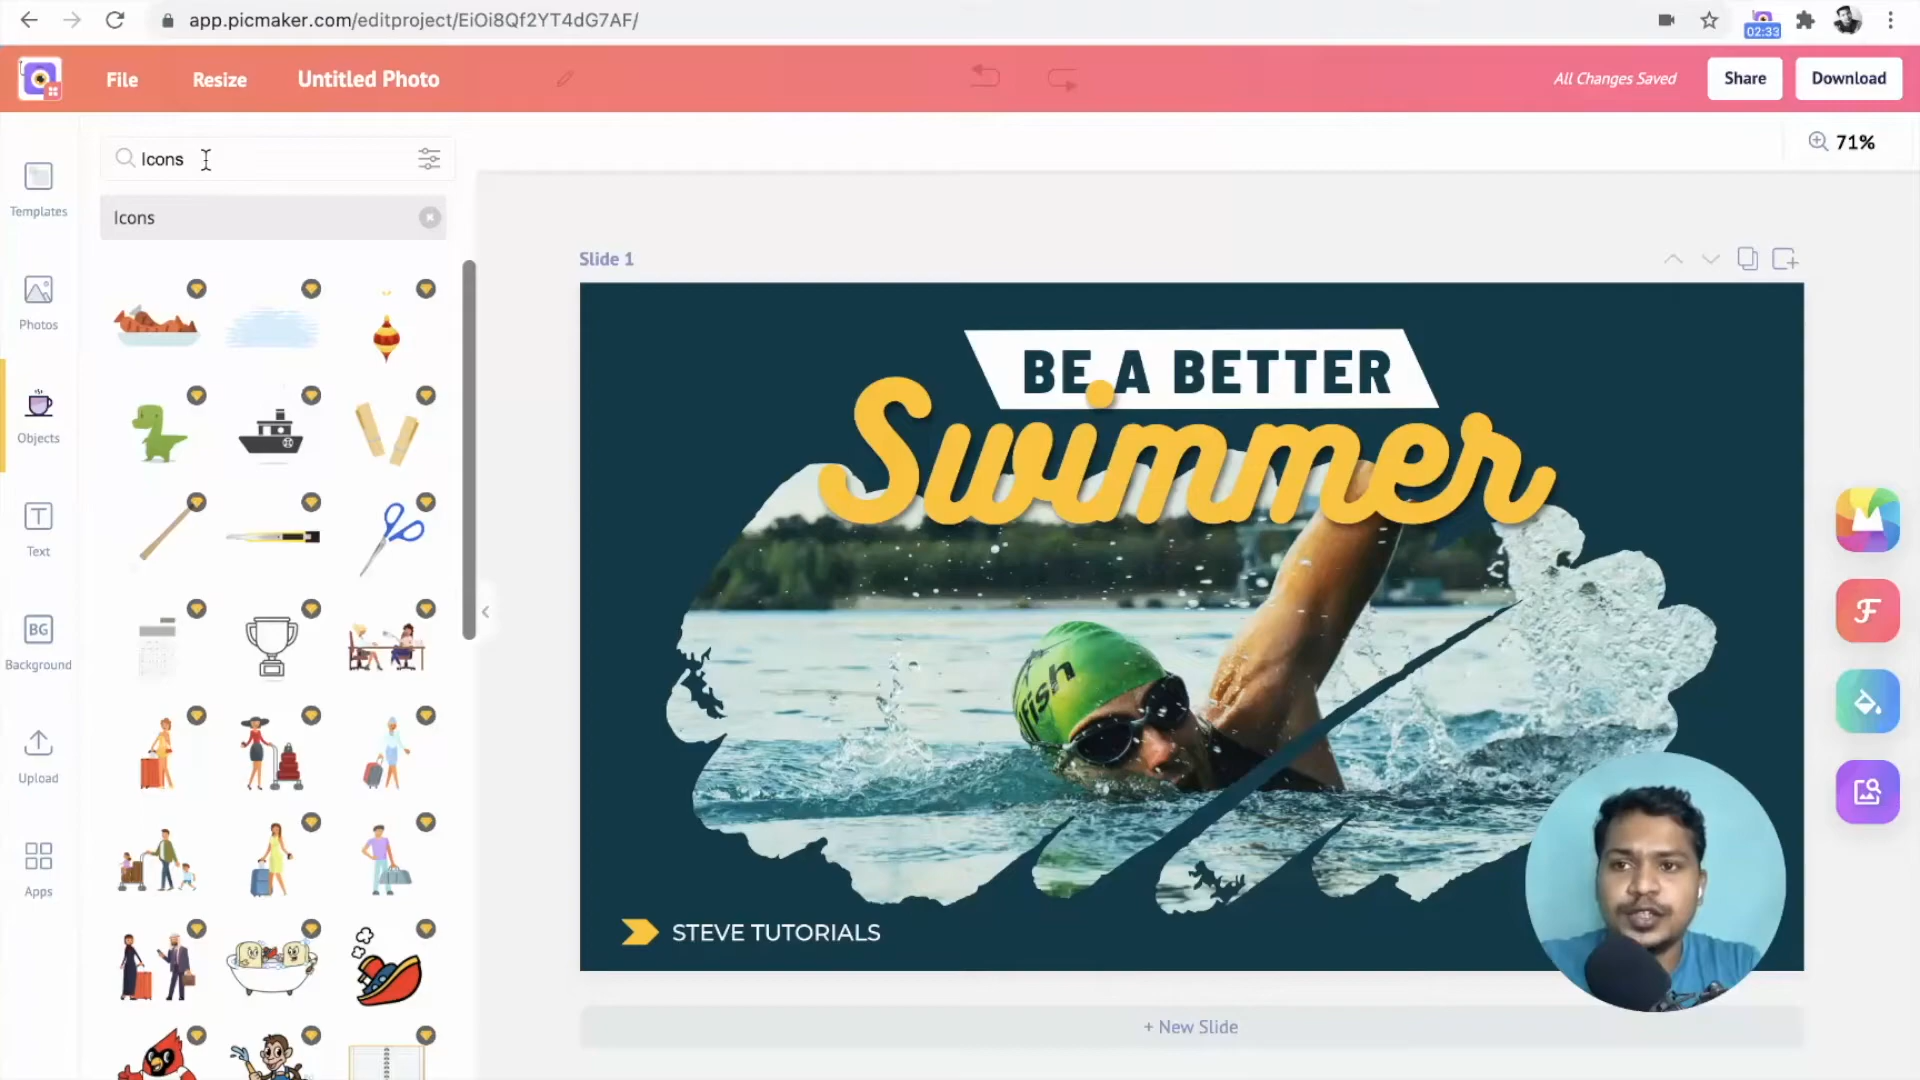 app.picmaker.com/editproject/EiOi8Qf2YT4dG7AF/
02:33
File
Resize
Untitled Photo
All Changes Saved
Share
Download
Icons
71%
Templates
Icons
Photos
Slide 1
BE A BETTER
Swimmer
Objects
T
Text
F
BG
Background
fish
Upload
Apps
STEVE TUTORIALS
+ New Slide